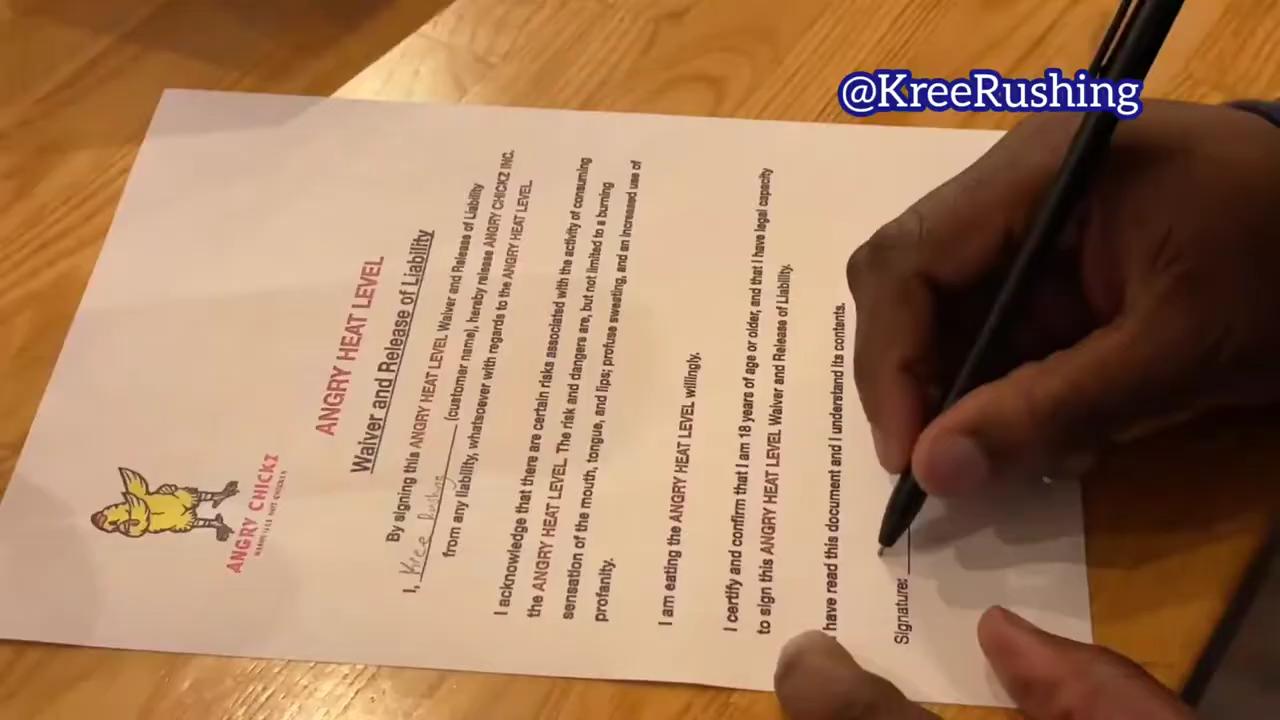 @KreeRushing
ANGRY CHICKZ
NASHVILLE HOT CHICKEN
ANGRY HEAT LEVEL
Waiver and Release of Liability
By signing this ANGRY HEAT LEVEL Waiver and Release of Liability
I, Kree Rushing (customer name), hereby release ANGRY CHICKZ INC.
from any liability, whatsoever with regards to the ANGRY HEAT LEVEL.
I acknowledge that there are certain risks associated with the activity of consuming
the ANGRY HEAT LEVEL. The risk and dangers are, but not limited to a burning
sensation of the mouth, tongue, and lips; profuse sweating, and an increased use of
profanity.
I am eating the ANGRY HEAT LEVEL willingly.
I certify and confirm that I am 18 years of age or older, and that I have legal capacity
to sign this ANGRY HEAT LEVEL Waiver and Release of Liability.
have read this document and I understand its contents.
Signature: